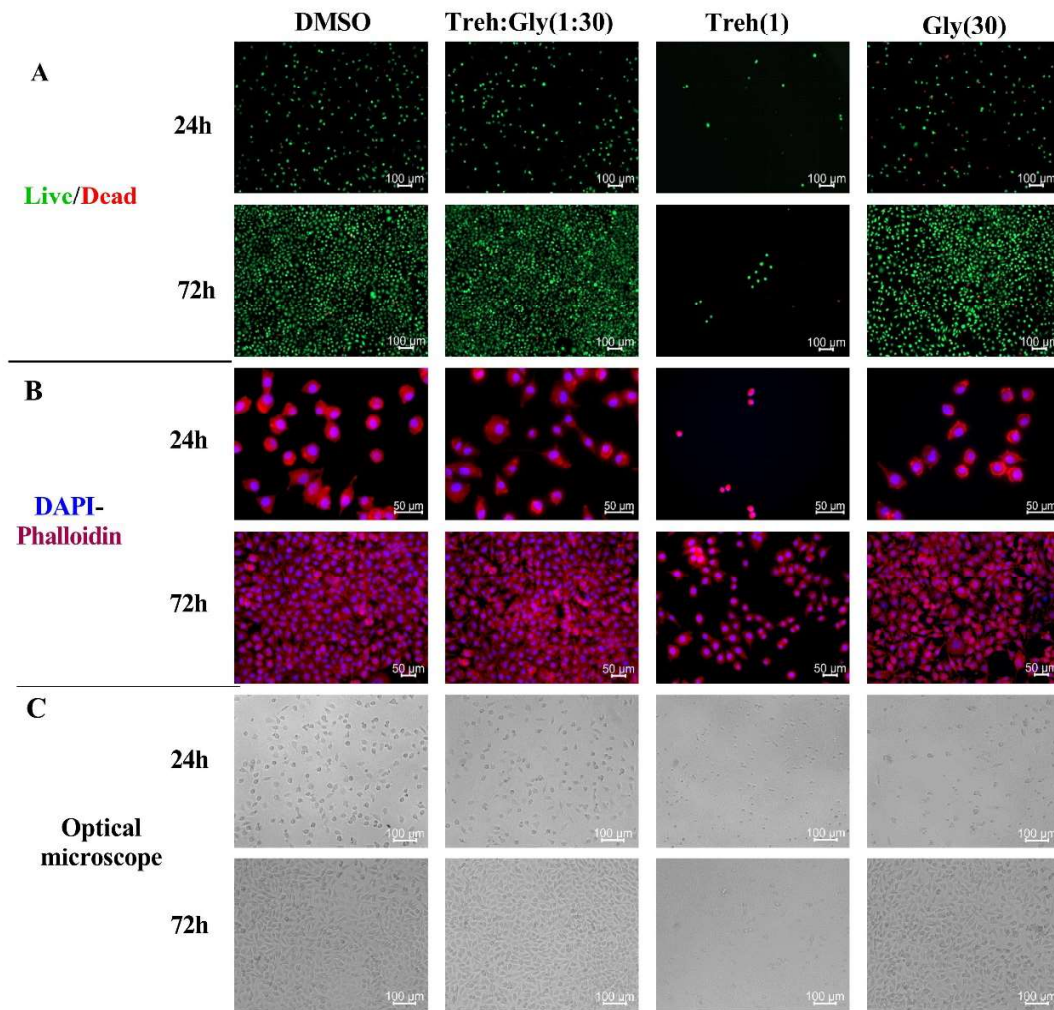 DMSO Treh:Gly(1:30) Treh(1) Gly(30)
A
24h
100 µm 100 µm 100 µm 100 µm
Live/Dead
72h
100 µm 100 µm 100 µm 100 µm
B
24h
50 µm 50 µm 50 µm 50 µm
DAPI-
Phalloidin
72h
50 µm 50 µm 50 µm 50 µm
C
24h
100 µm 100 µm 100 µm 100 µm
Optical
microscope
72h
100 µm 100 µm 100 µm 100 µm